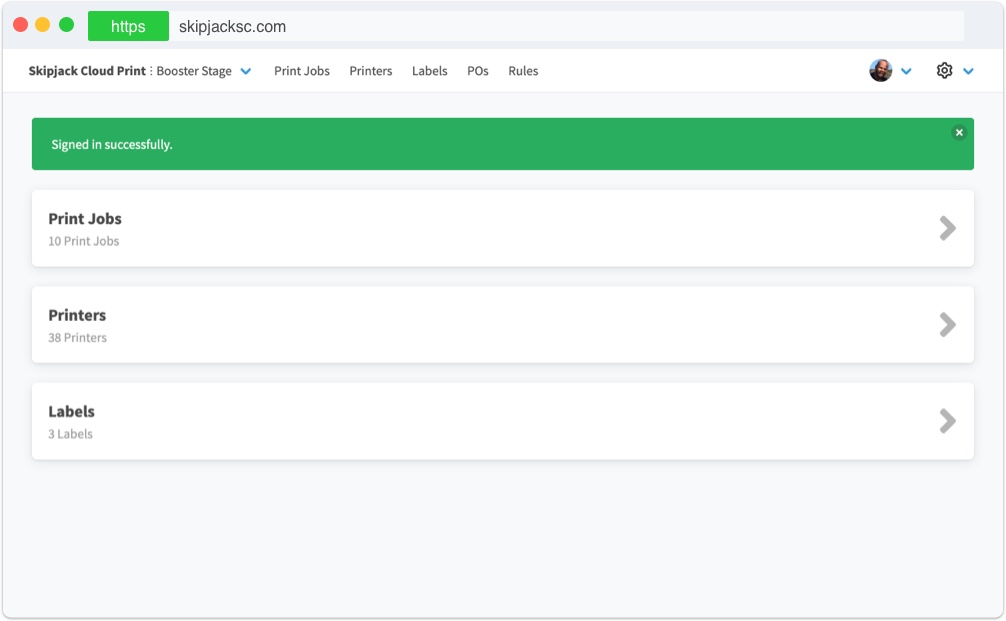 https skipjacksc.com
Skipjack Cloud Print : Booster Stage Print Jobs Printers Labels POs Rules
Signed in successfully.
Print Jobs
10 Print Jobs
Printers
38 Printers
Labels
3 Labels